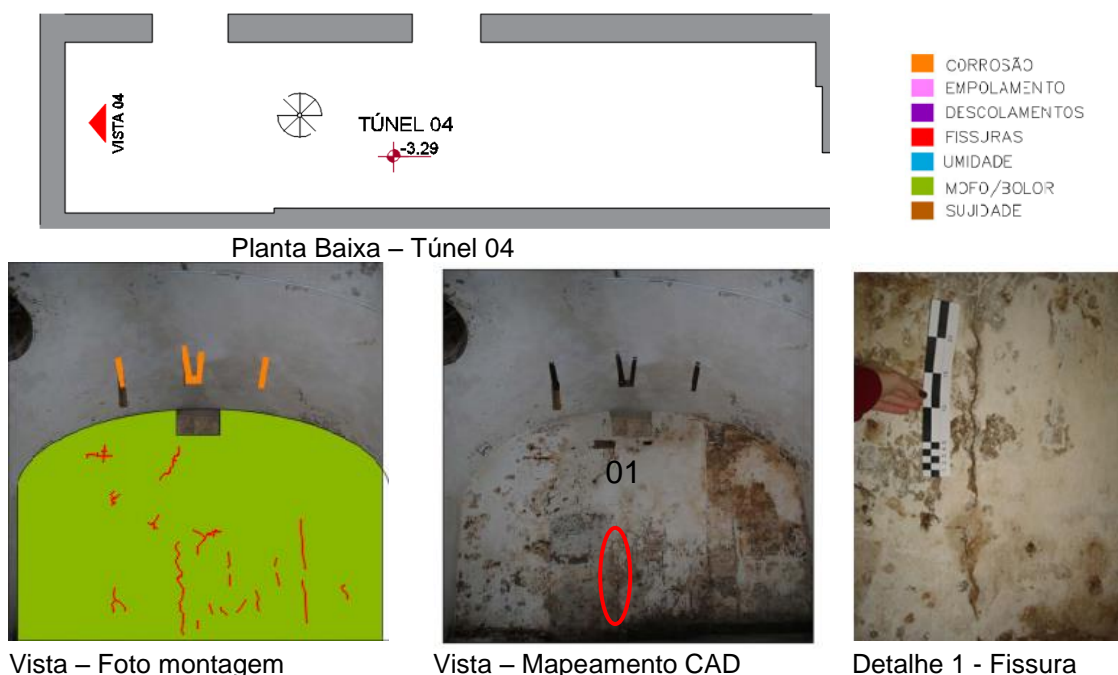 VISTA 04
TÚNEL 04
-3.29
CORROSÃO
EMPOLAMENTO
DESCOLAMENTOS
FISSURAS
UMIDADE
MOFO/BOLOR
SUJIDADE
Planta Baixa – Túnel 04
01
Vista – Foto montagem
Vista – Mapeamento CAD
Detalhe 1 - Fissura